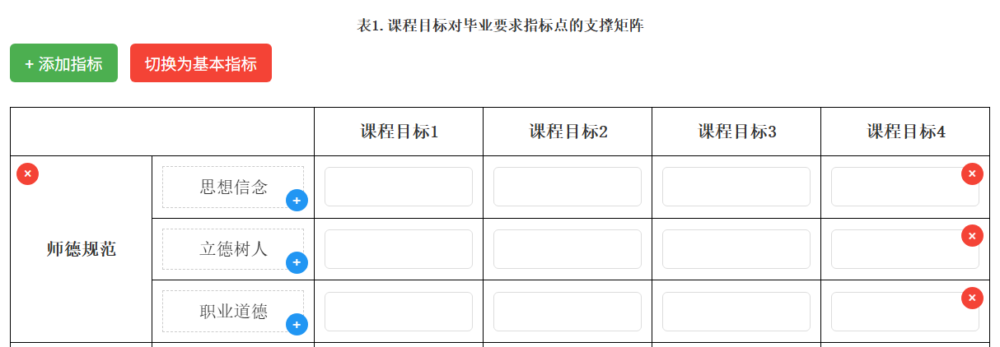 表1.课程目标对毕业要求指标点的支撑矩阵
+ 添加指标 切换为基本指标
课程目标1 课程目标2 课程目标3 课程目标4
× 思想信念 + ×
师德规范 立德树人 + ×
职业道德 + ×